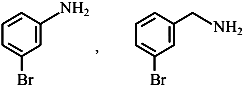 NH₂
, NH₂
Br Br